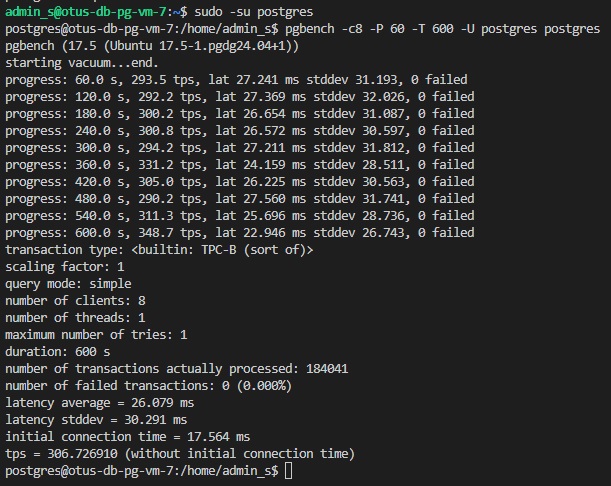 admin_s@otus-db-pg-vm-7:~$ sudo -su postgres
postgres@otus-db-pg-vm-7:/home/admin_s$ pgbench -c8 -P 60 -T 600 -U postgres postgres
pgbench (17.5 (Ubuntu 17.5-1.pgdg24.04+1))
starting vacuum...end.
progress: 60.0 s, 293.5 tps, lat 27.241 ms stddev 31.193, 0 failed
progress: 120.0 s, 292.2 tps, lat 27.369 ms stddev 32.026, 0 failed
progress: 180.0 s, 300.2 tps, lat 26.654 ms stddev 31.087, 0 failed
progress: 240.0 s, 300.8 tps, lat 26.572 ms stddev 30.597, 0 failed
progress: 300.0 s, 294.2 tps, lat 27.211 ms stddev 31.812, 0 failed
progress: 360.0 s, 331.2 tps, lat 24.159 ms stddev 28.511, 0 failed
progress: 420.0 s, 305.0 tps, lat 26.225 ms stddev 30.563, 0 failed
progress: 480.0 s, 290.2 tps, lat 27.560 ms stddev 31.741, 0 failed
progress: 540.0 s, 311.3 tps, lat 25.696 ms stddev 28.736, 0 failed
progress: 600.0 s, 348.7 tps, lat 22.946 ms stddev 26.743, 0 failed
transaction type: <builtin: TPC-B (sort of)>
scaling factor: 1
query mode: simple
number of clients: 8
number of threads: 1
maximum number of tries: 1
duration: 600 s
number of transactions actually processed: 184041
number of failed transactions: 0 (0.000%)
latency average = 26.079 ms
latency stddev = 30.291 ms
initial connection time = 17.564 ms
tps = 306.726910 (without initial connection time)
postgres@otus-db-pg-vm-7:/home/admin_s$